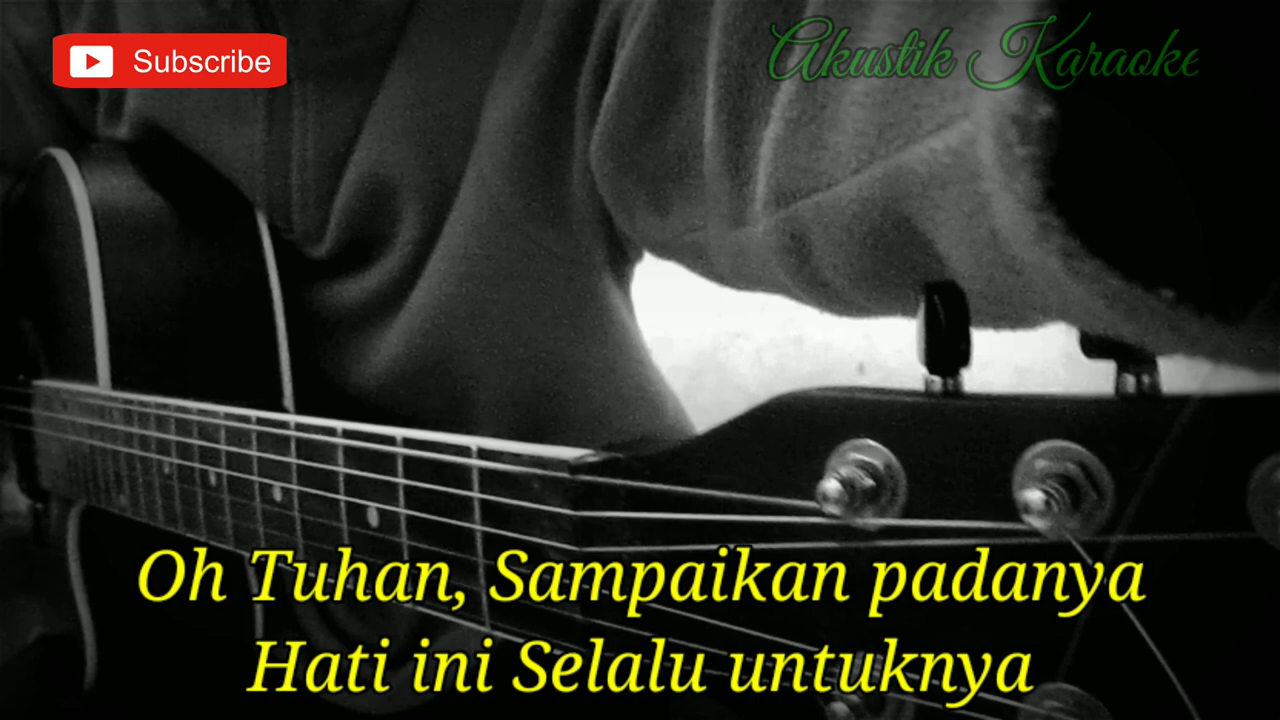 Subscribe
Akustik Karaoke
Oh Tuhan, Sampaikan padanya
Hati ini Selalu untuknya